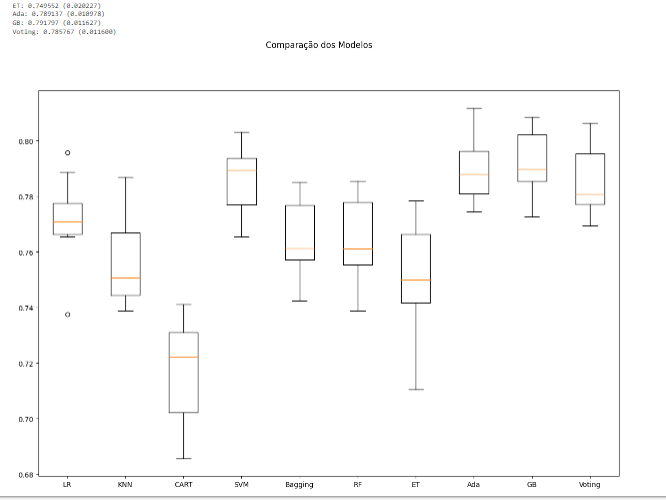 ET: 0.749552 (0.020227)
Ada: 0.789137 (0.010978)
GB: 0.791797 (0.011627)
Voting: 0.785767 (0.011600)
Comparação dos Modelos
0.80
0.78
0.76
0.74
0.72
0.70
0.68
LR KNN CART SVM Bagging RF ET Ada GB Voting